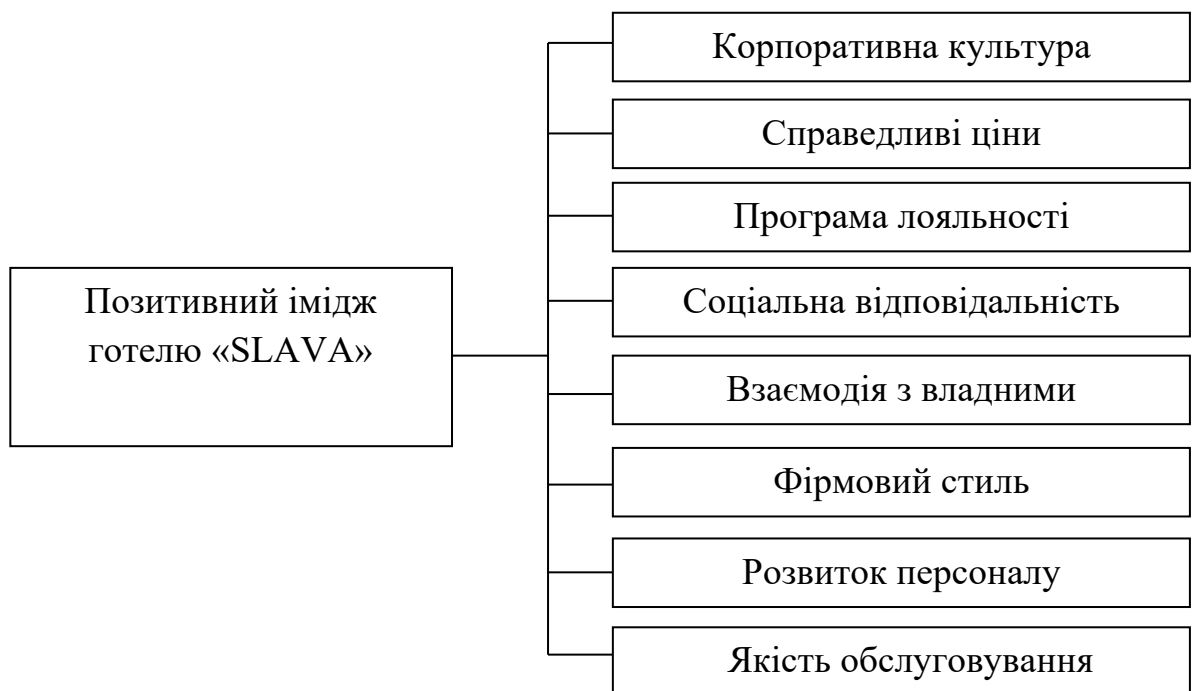 Корпоративна культура
Справедливі ціни
Програма лояльності
Позитивний імідж
готелю «SLAVA»
Соціальна відповідальність
Взаємодія з владними
Фірмовий стиль
Розвиток персоналу
Якість обслуговування